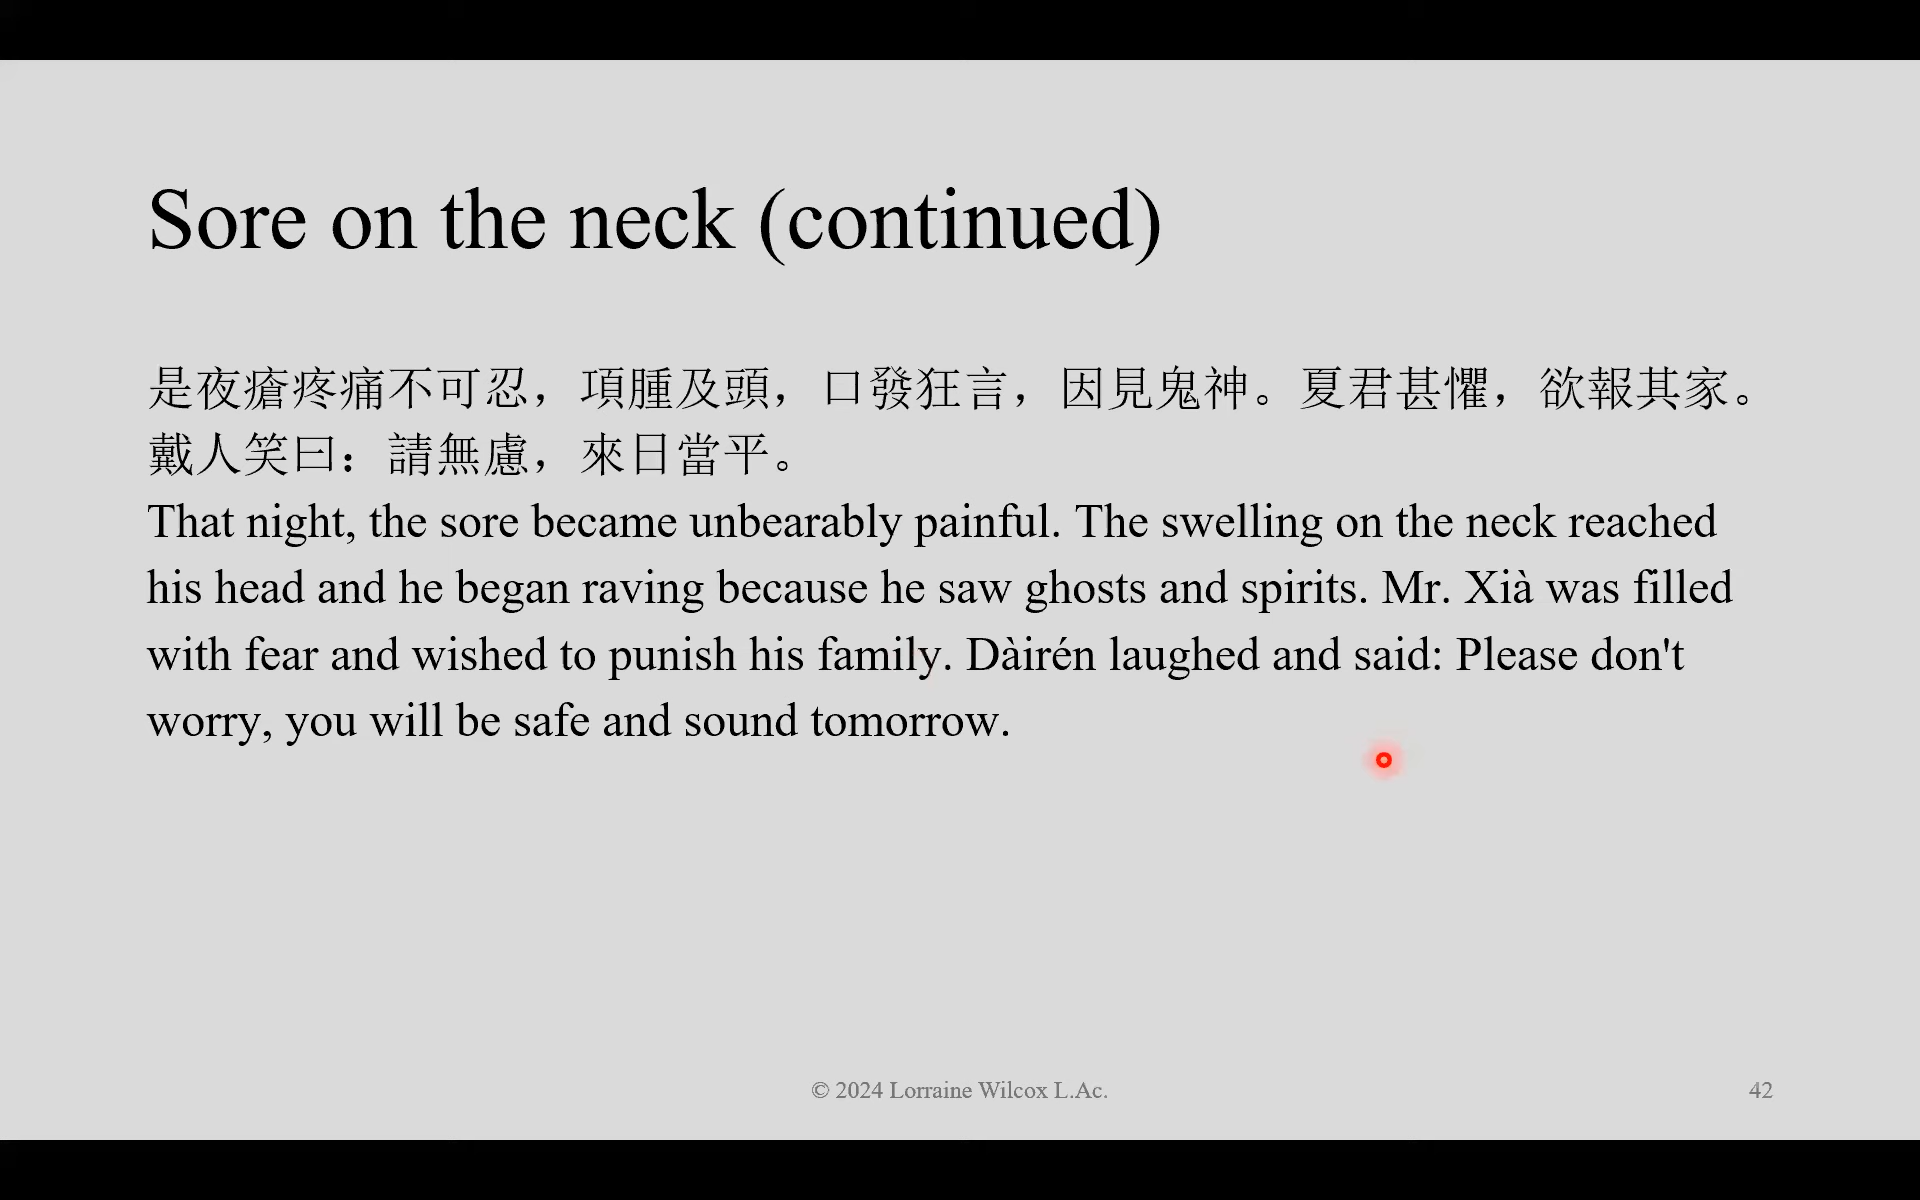 Sore on the neck (continued)
是夜瘡疼痛不可忍，項腫及頭，口發狂言，因見鬼神。夏君甚懼，欲報其家。
戴人笑曰：請無慮，來日當平。
That night, the sore became unbearably painful. The swelling on the neck reached
his head and he began raving because he saw ghosts and spirits. Mr. Xià was filled
with fear and wished to punish his family. Dàirén laughed and said: Please don't
worry, you will be safe and sound tomorrow.
© 2024 Lorraine Wilcox L.Ac.
42